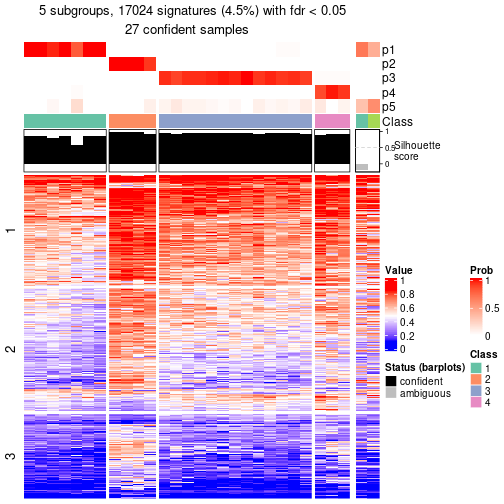 5 subgroups, 17024 signatures (4.5%) with fdr < 0.05
27 confident samples
p1
p2
p3
p4
p5
Class
1
0.5
0
Silhouette
score
1
2
3
Value
1
0.8
0.6
0.4
0.2
0
Prob
1
0.5
0
Status (barplots)
confident
ambiguous
Class
1
2
3
4